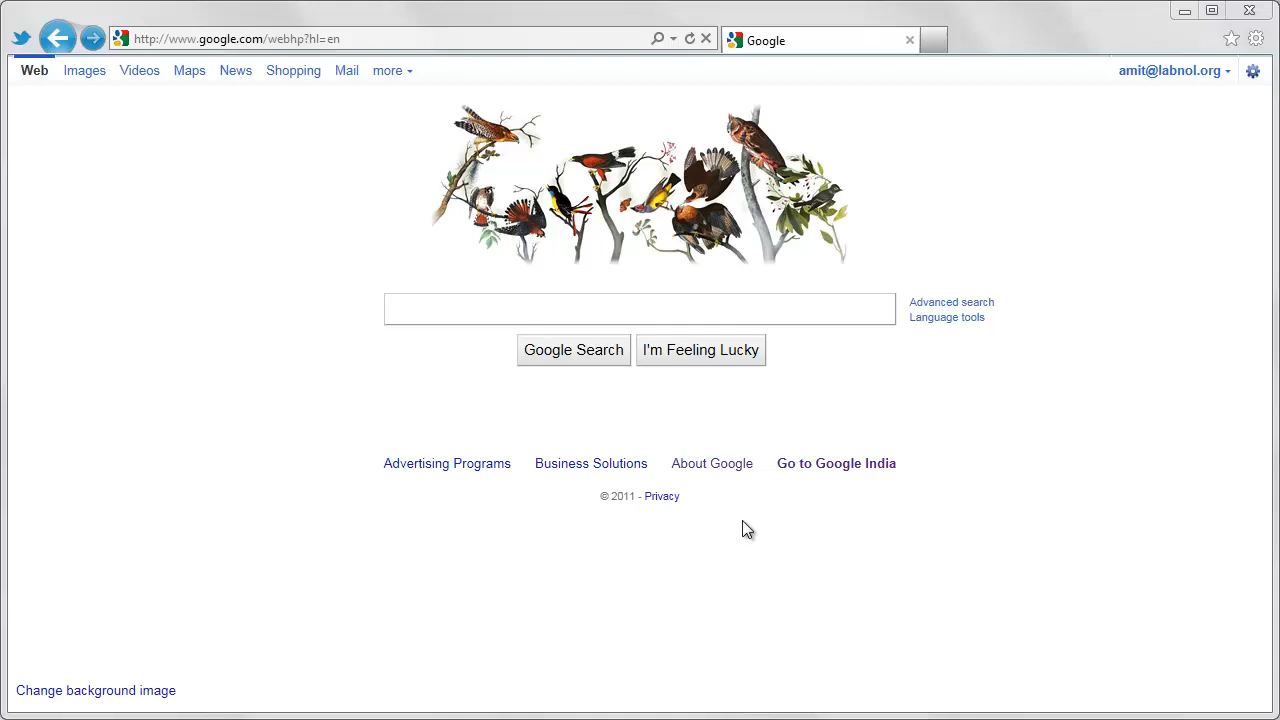 http://www.google.com/webhp?hl=en
Google
Web Images Videos Maps News Shopping Mail more
amit@labnol.org
Advanced search
Language tools
Google Search I'm Feeling Lucky
Advertising Programs Business Solutions About Google Go to Google India
© 2011 - Privacy
Change background image